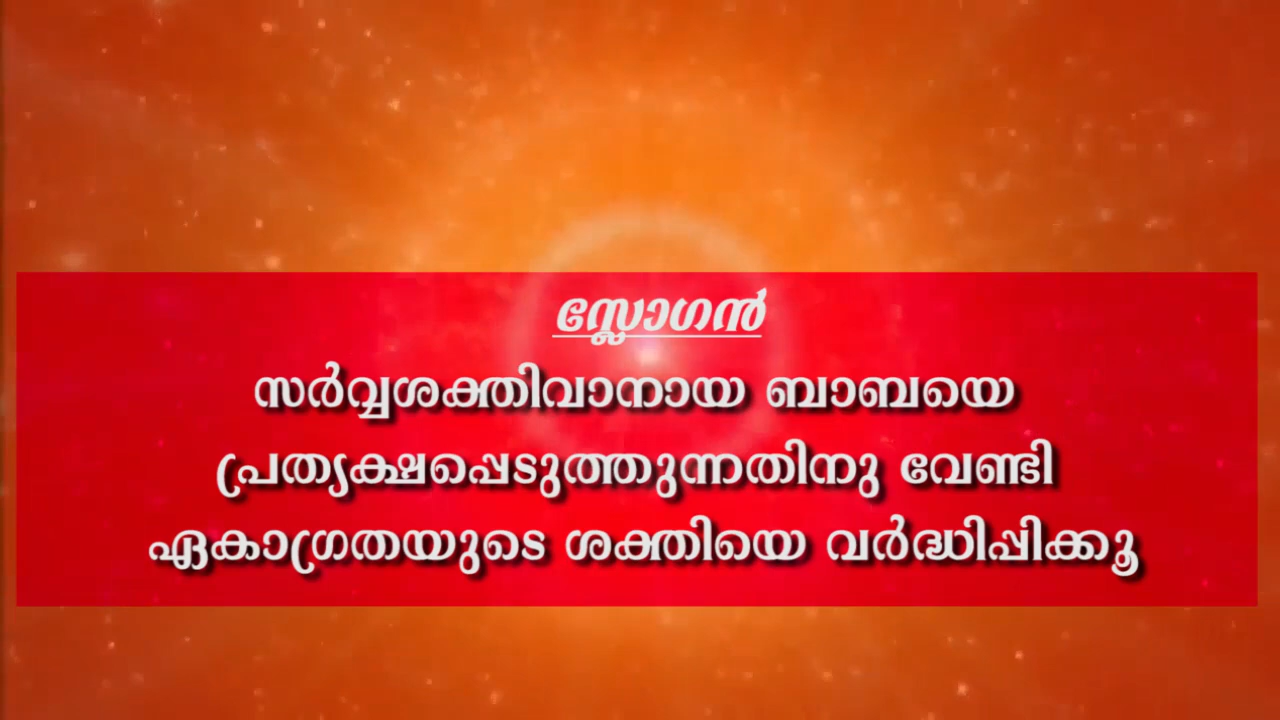 സ്ലോഗൻ
സർവ്വശക്തിവാനായ ബാബയെ
പ്രത്യക്ഷപ്പെടുത്തുന്നതിനു വേണ്ടി
ഏകാഗ്രതയുടെ ശക്തിയെ വർദ്ധിപ്പിക്കൂ